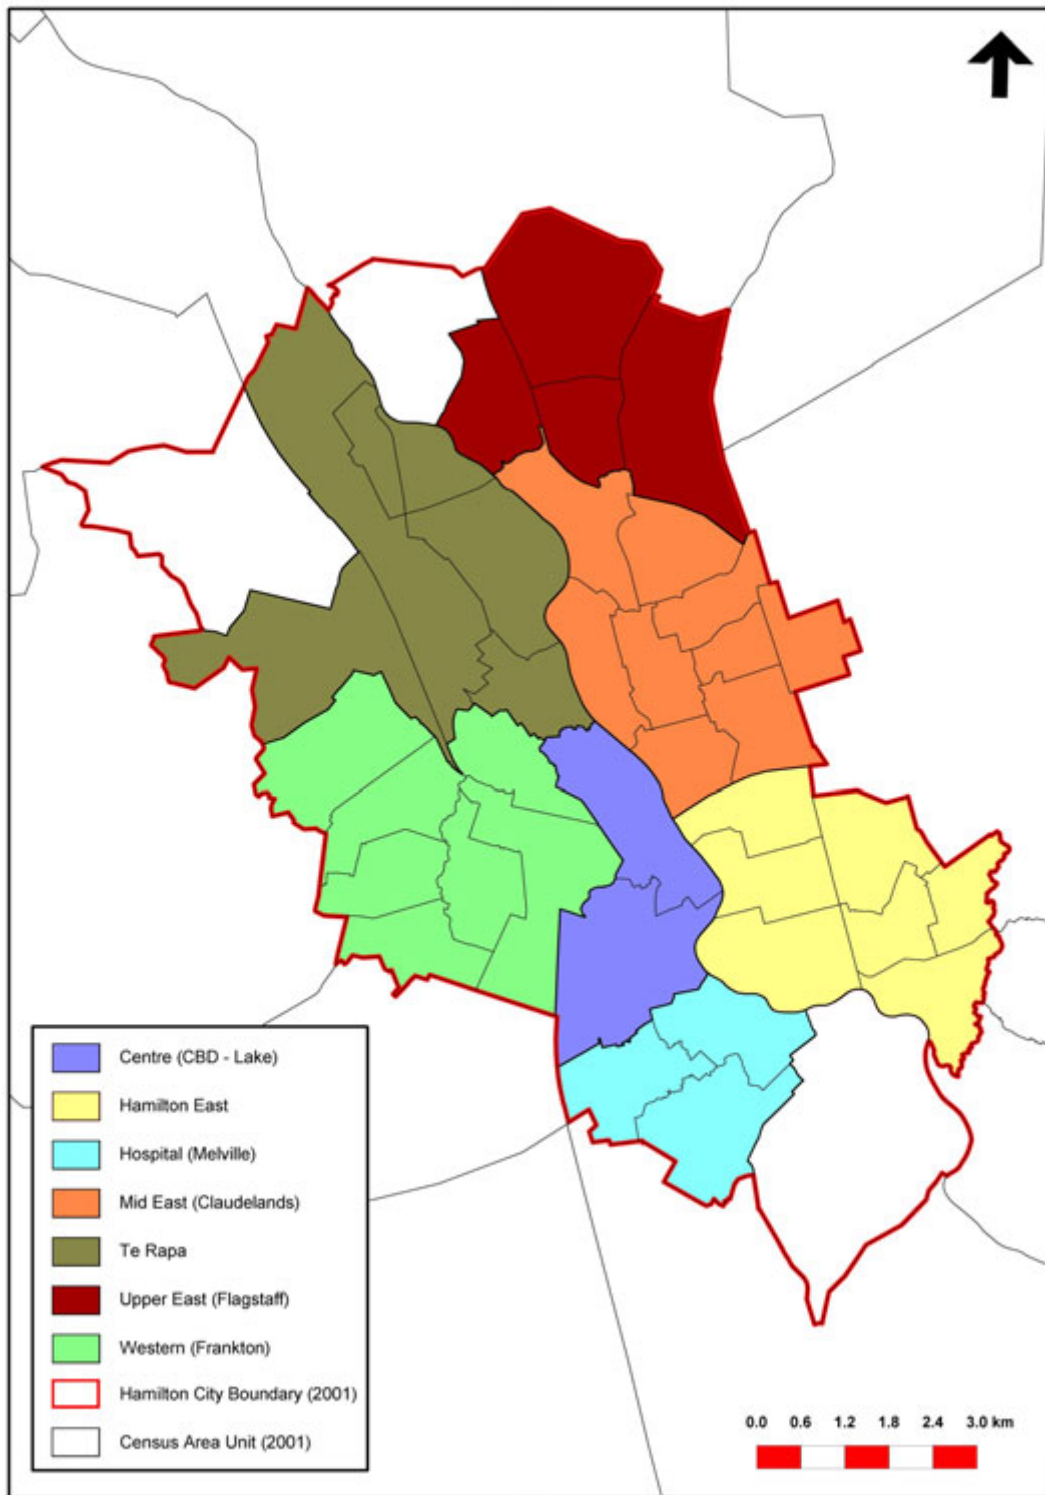 Centre (CBD - Lake)
Hamilton East
Hospital (Melville)
Mid East (Claudelands)
Te Rapa
Upper East (Flagstaff)
Western (Frankton)
Hamilton City Boundary (2001)
Census Area Unit (2001)
0.0 0.6 1.2 1.8 2.4 3.0 km